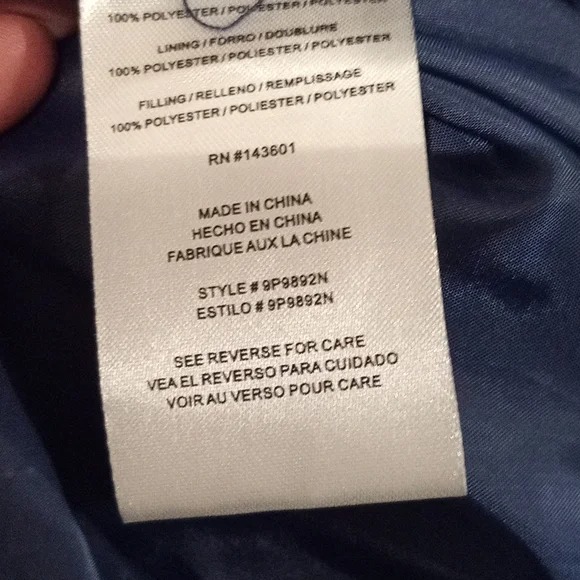 100% POLYESTER / POLYESTER / POLYESTER
LINING / FORRO / DOUBLURE
100% POLYESTER / POLIESTER / POLYESTER
FILLING / RELLENO / REMPLISSAGE
100% POLYESTER / POLIESTER / POLYESTER
RN #143601
MADE IN CHINA
HECHO EN CHINA
FABRIQUE AUX LA CHINE
STYLE # 9P9892N
ESTILO # 9P9892N
SEE REVERSE FOR CARE
VEA EL REVERSO PARA CUIDADO
VOIR AU VERSO POUR CARE